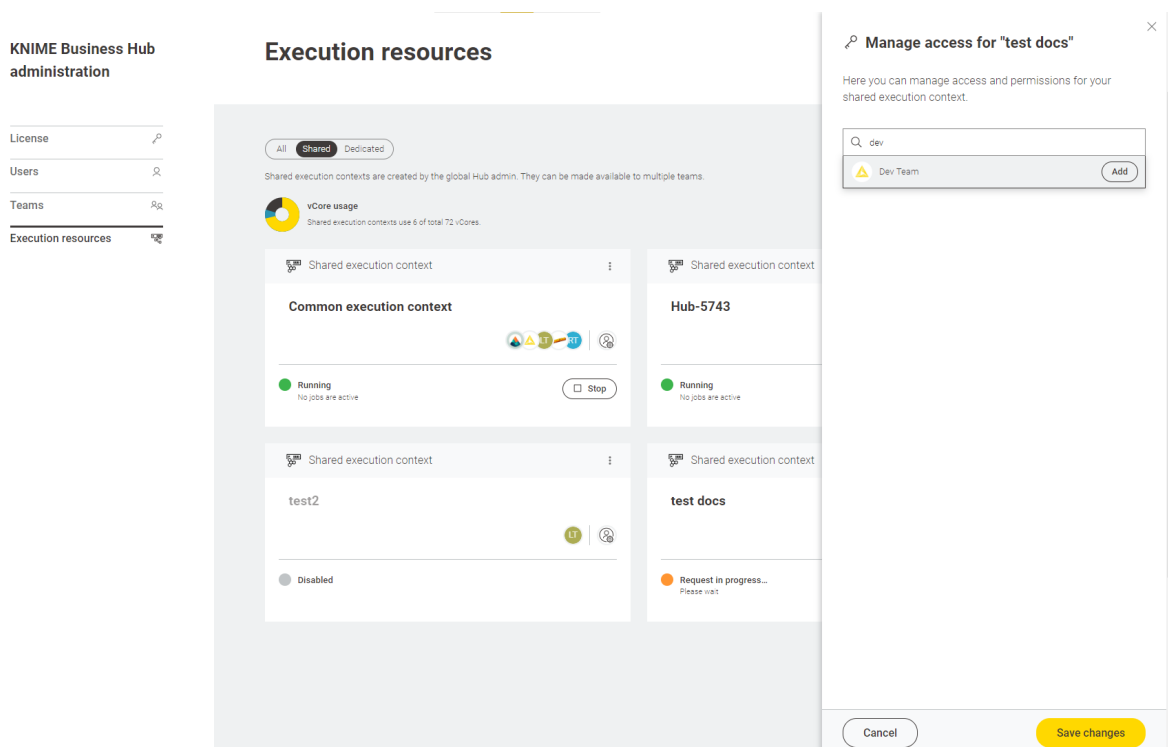 KNIME Business Hub
administration
License
Users
Teams
Execution resources
Execution resources
All Shared Dedicated
Shared execution contexts are created by the global Hub admin. They can be made available to multiple teams.
vCore usage
Shared execution contexts use 6 of total 72 vCores.
Shared execution context
Common execution context
LT RT
Running
No jobs are active
Stop
Shared execution context
Hub-5743
Running
No jobs are active
Shared execution context
test2
LT
Disabled
Shared execution context
test docs
Request in progress...
Please wait
Manage access for "test docs"
Here you can manage access and permissions for your
shared execution context.
dev
Dev Team Add
Cancel Save changes